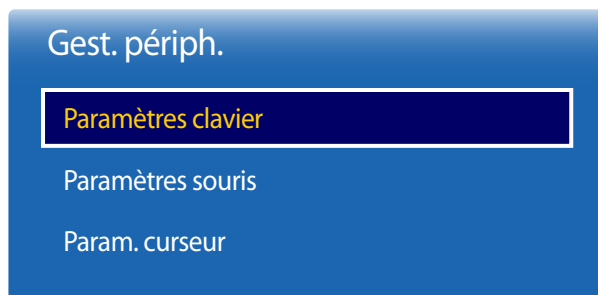 Gest. périph.
Paramètres clavier
Paramètres souris
Param. curseur